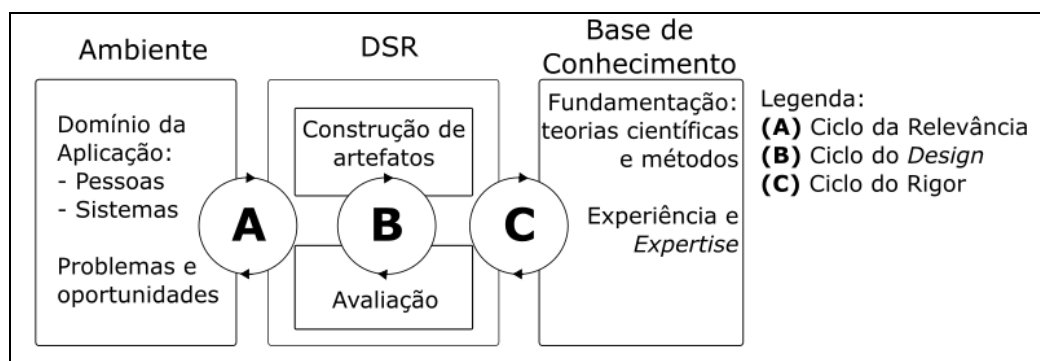 Ambiente
Domínio da
Aplicação:
- Pessoas
- Sistemas
Problemas e
oportunidades
A
DSR
Construção de
artefatos
B
Avaliação
C
Base de
Conhecimento
Fundamentação:
teorias científicas
e métodos
Experiência e
Expertise
Legenda:
(A) Ciclo da Relevância
(B) Ciclo do Design
(C) Ciclo do Rigor